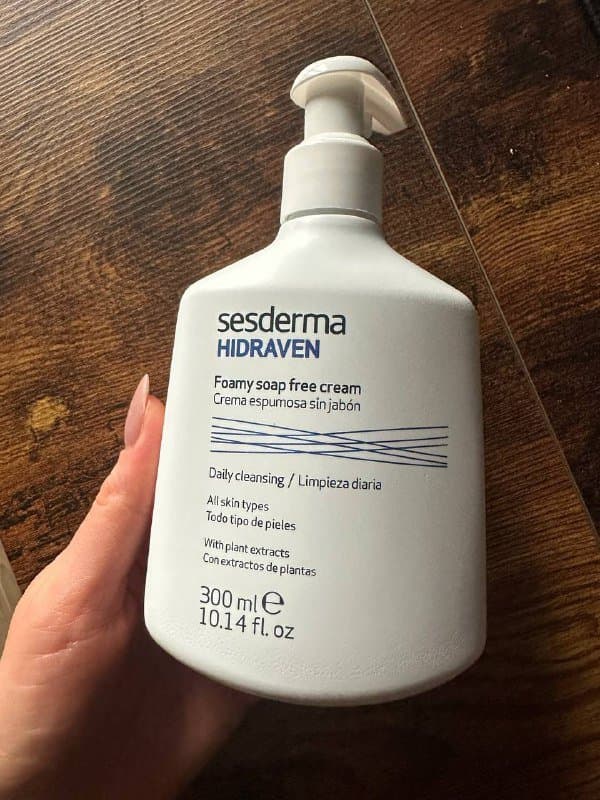 sesderma
HIDRAVEN
Foamy soap free cream
Crema espumosa sin jabón
Daily cleansing / Limpieza diaria
All skin types
Todo tipo de pieles
With plant extracts
Con extractos de plantas
300 ml ℮
10.14 fl. oz